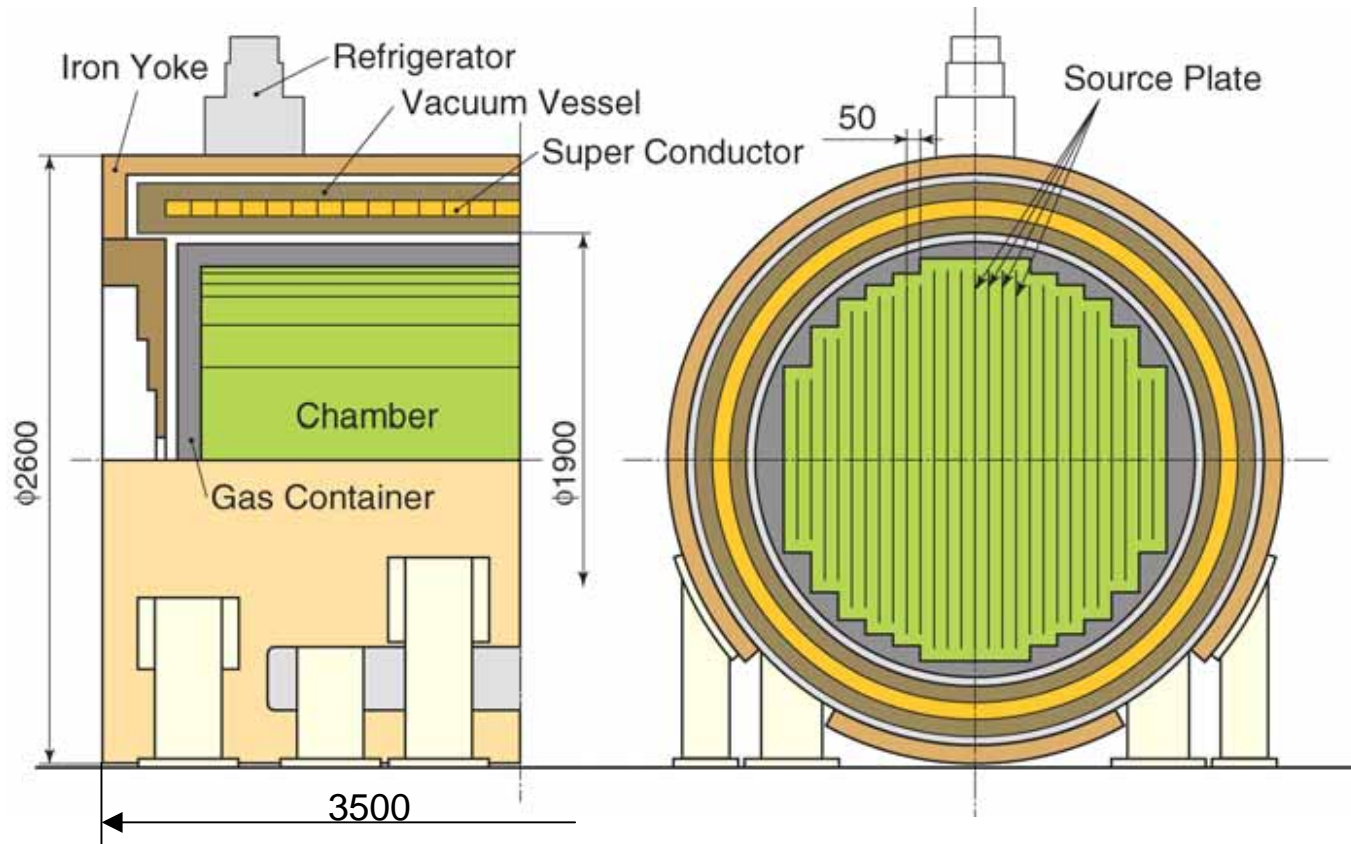 Iron Yoke
Refrigerator
Vacuum Vessel
Super Conductor
Source Plate
50
Chamber
Gas Container
ϕ2600
ϕ1900
3500